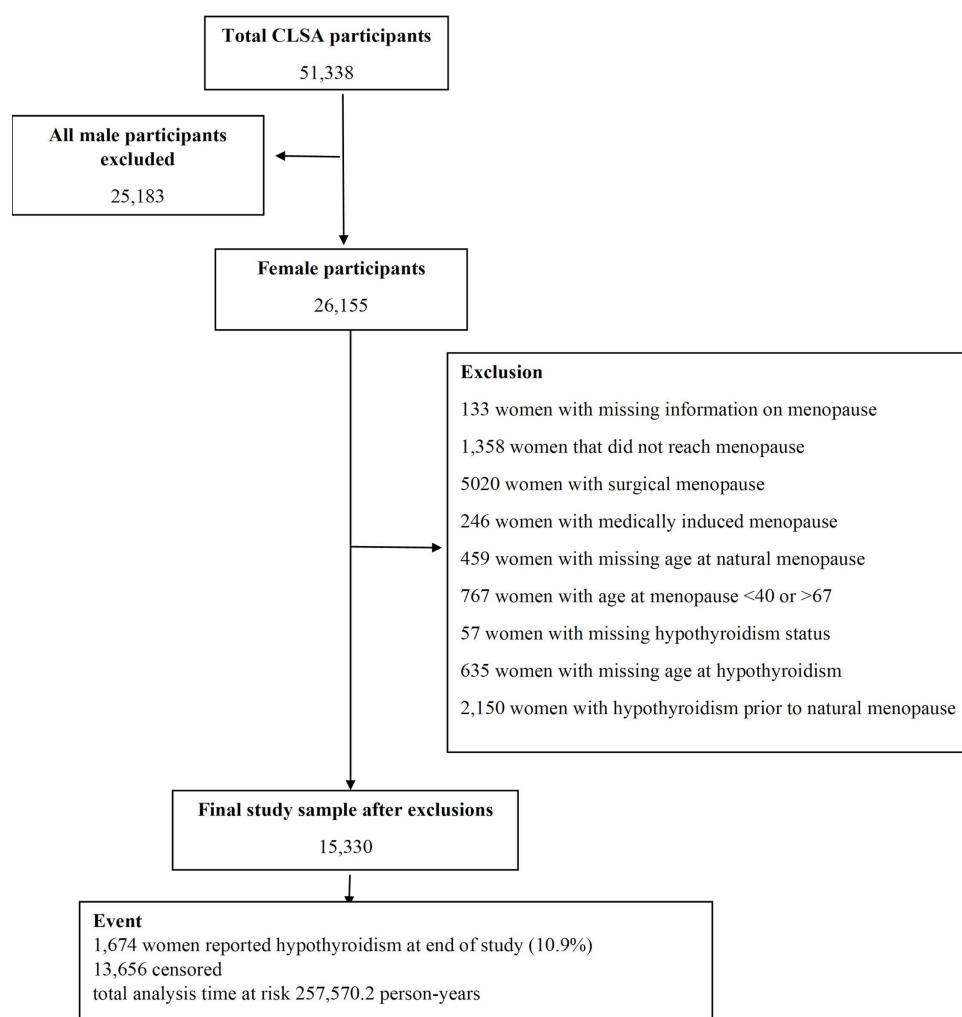 Total CLSA participants
51,338
All male participants
excluded
25,183
Female participants
26,155
Exclusion
133 women with missing information on menopause
1,358 women that did not reach menopause
5020 women with surgical menopause
246 women with medically induced menopause
459 women with missing age at natural menopause
767 women with age at menopause <40 or >67
57 women with missing hypothyroidism status
635 women with missing age at hypothyroidism
2,150 women with hypothyroidism prior to natural menopause
Final study sample after exclusions
15,330
Event
1,674 women reported hypothyroidism at end of study (10.9%)
13,656 censored
total analysis time at risk 257,570.2 person-years